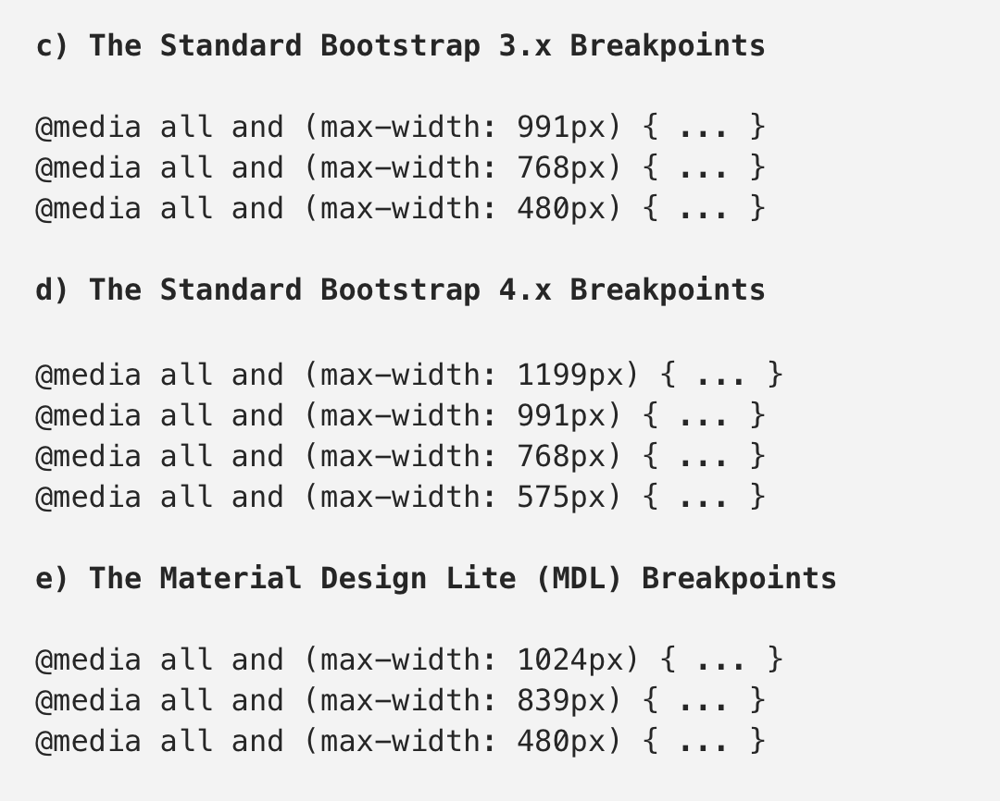 c) The Standard Bootstrap 3.x Breakpoints
@media all and (max-width: 991px) { ... }
@media all and (max-width: 768px) { ... }
@media all and (max-width: 480px) { ... }
d) The Standard Bootstrap 4.x Breakpoints
@media all and (max-width: 1199px) { ... }
@media all and (max-width: 991px) { ... }
@media all and (max-width: 768px) { ... }
@media all and (max-width: 575px) { ... }
e) The Material Design Lite (MDL) Breakpoints
@media all and (max-width: 1024px) { ... }
@media all and (max-width: 839px) { ... }
@media all and (max-width: 480px) { ... }